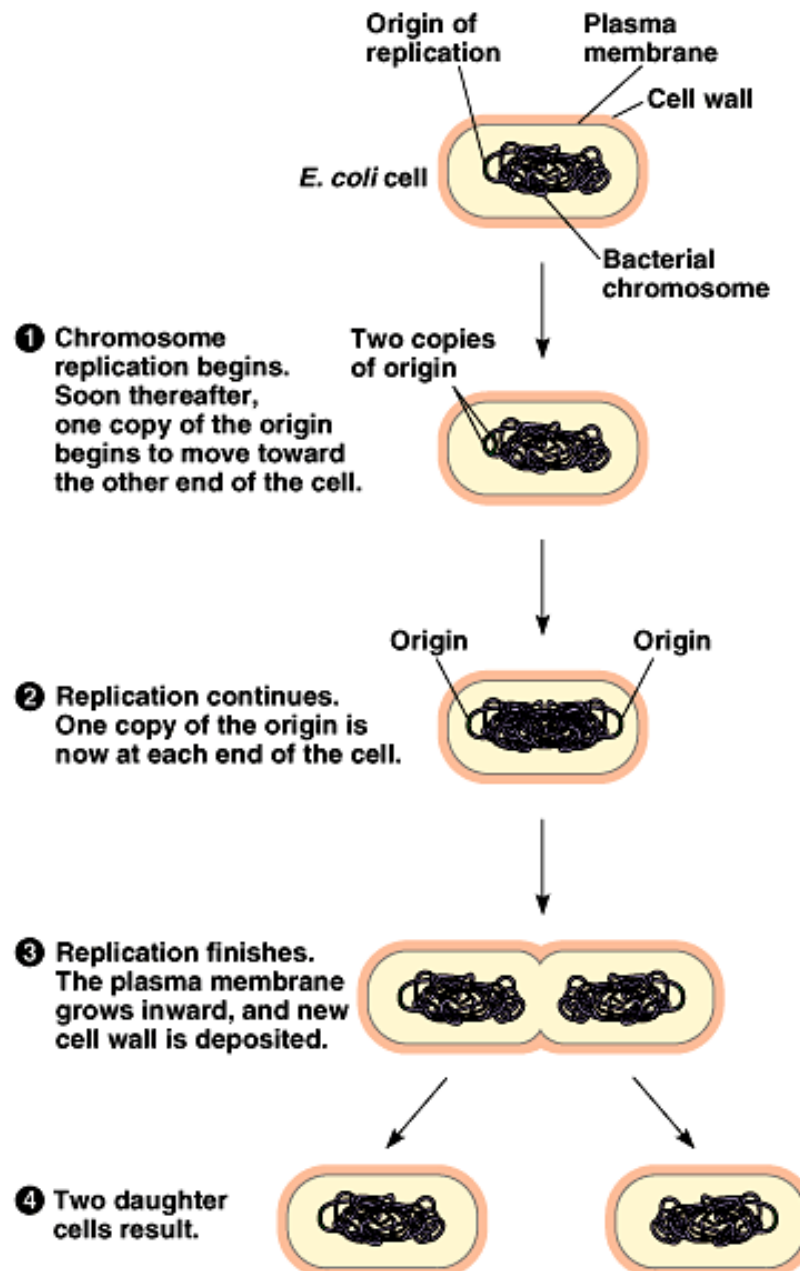 Origin of
replication
Plasma
membrane
Cell wall
E. coli cell
Bacterial
chromosome
1 Chromosome
replication begins.
Soon thereafter,
one copy of the origin
begins to move toward
the other end of the cell.
Two copies
of origin
Origin
Origin
2 Replication continues.
One copy of the origin is
now at each end of the cell.
3 Replication finishes.
The plasma membrane
grows inward, and new
cell wall is deposited.
4 Two daughter
cells result.